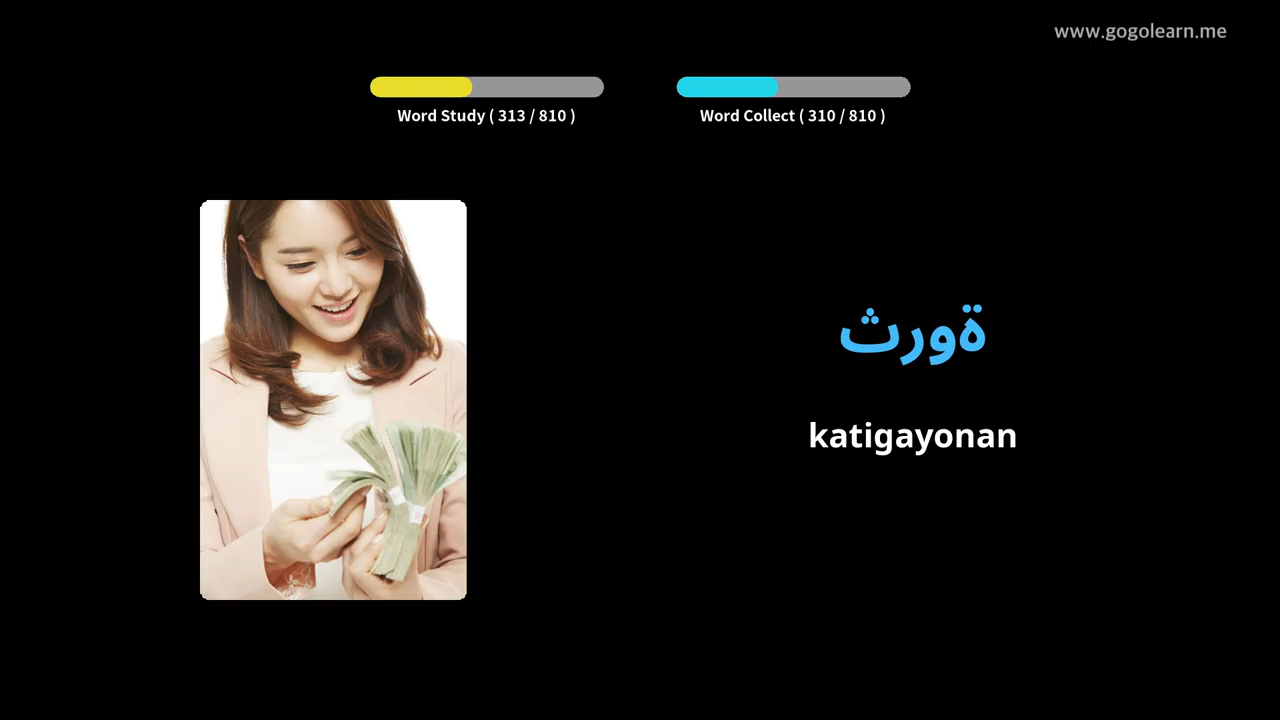 www.gogolearn.me
Word Study ( 313 / 810 )
Word Collect ( 310 / 810 )
ةورث
katigayonan